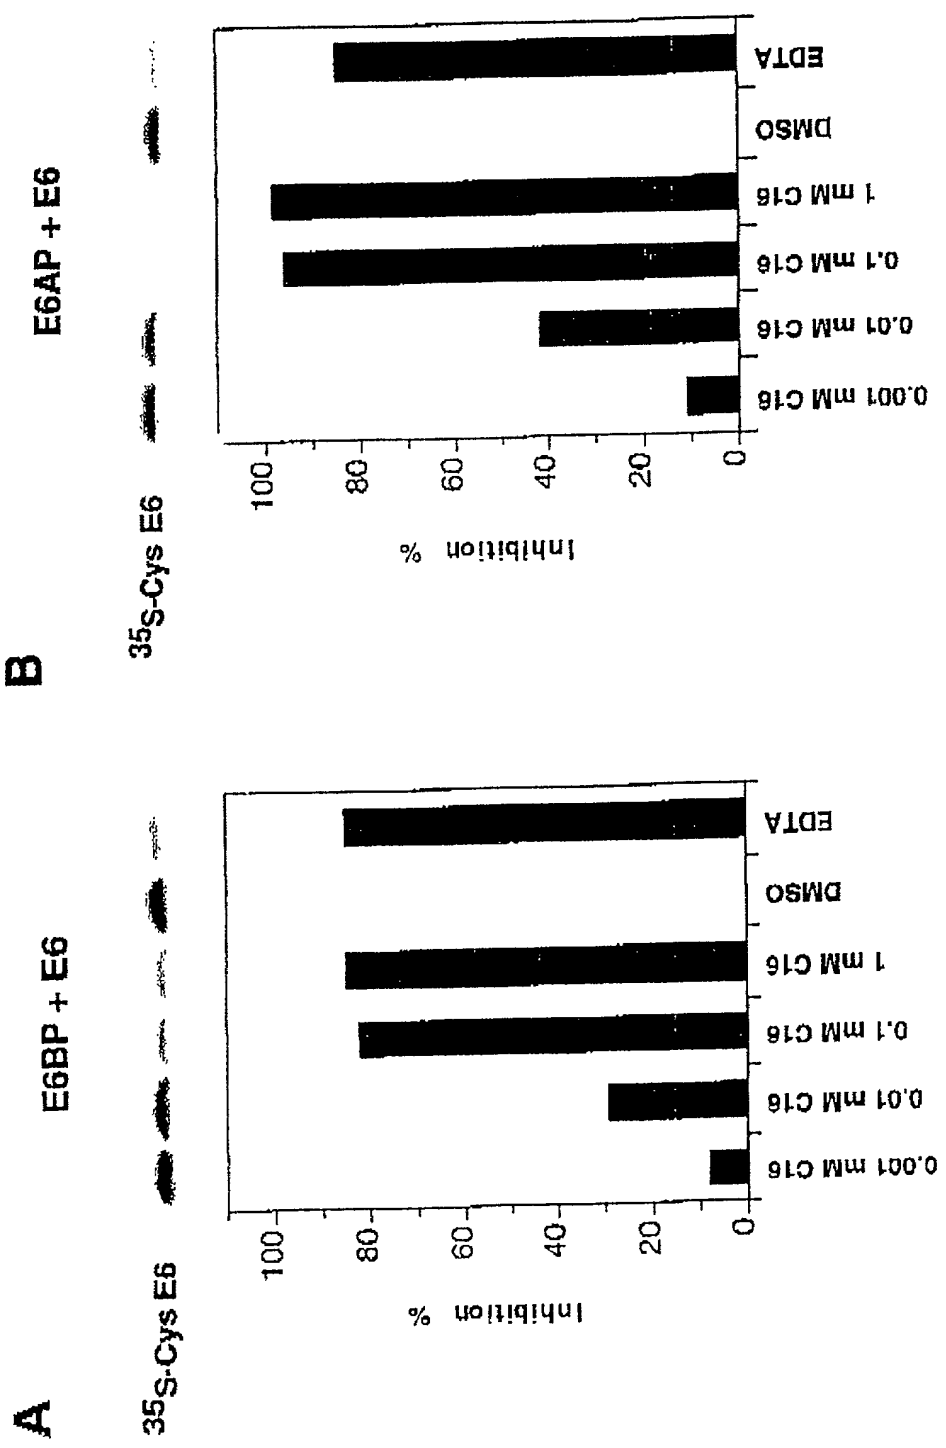 A
E6BP + E6
35S-Cys E6
Inhibition %
100
80
60
40
20
0
0.001 mM C16
0.01 mM C16
0.1 mM C16
1 mM C16
DMSO
EDTA
B
E6AP + E6
35S-Cys E6
Inhibition %
100
80
60
40
20
0
0.001 mM C16
0.01 mM C16
0.1 mM C16
1 mM C16
DMSO
EDTA